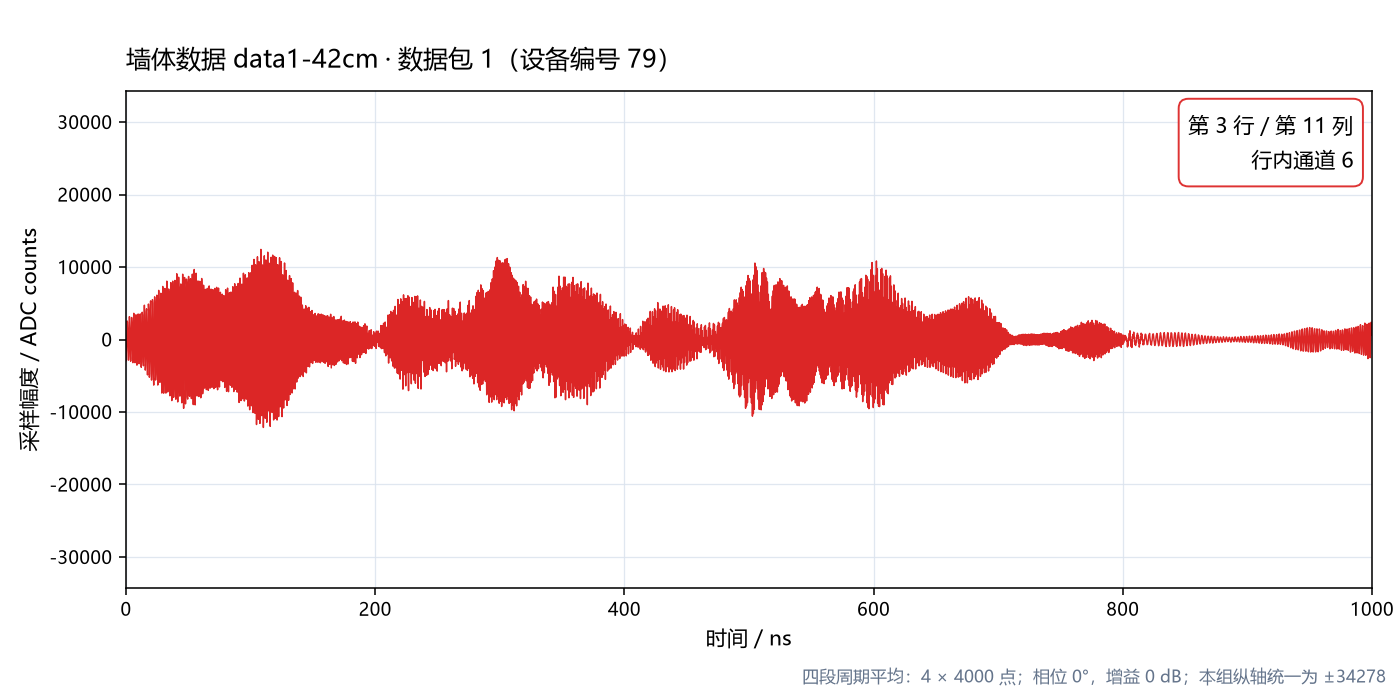 墙体数据 data1-42cm · 数据包 1（设备编号 79）
第 3 行 / 第 11 列
行内通道 6
采样幅度 / ADC counts
30000
20000
10000
0
-10000
-20000
-30000
0 200 400 600 800 1000
时间 / ns
四段周期平均：4 × 4000 点；相位 0°，增益 0 dB；本组纵轴统一为 ±34278